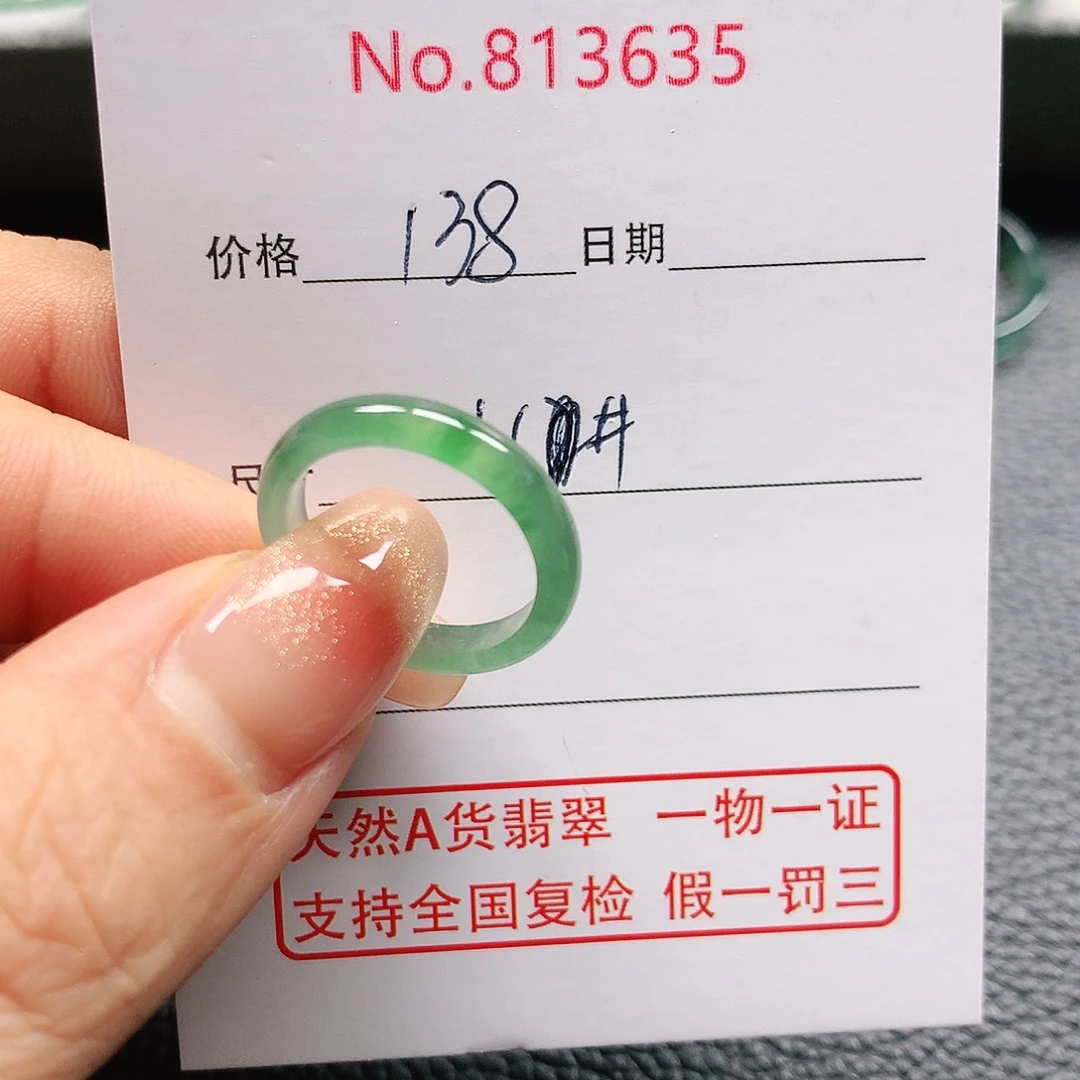 No.813635
价格 138 日期
尺
天然A货翡翠 一物一证
支持全国复检 假一罚三